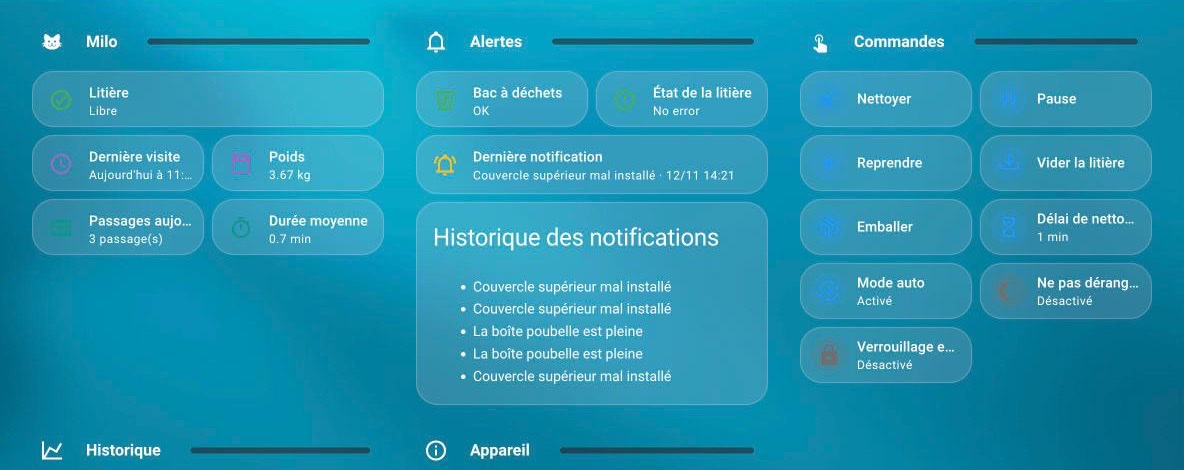 Milo
Litière
Libre
Dernière visite
Aujourd'hui à 11:…
Poids
3.67 kg
Passages aujo…
3 passage(s)
Durée moyenne
0.7 min
Alertes
Bac à déchets
OK
État de la litière
No error
Dernière notification
Couvercle supérieur mal installé · 12/11 14:21
Historique des notifications
• Couvercle supérieur mal installé
• Couvercle supérieur mal installé
• La boîte poubelle est pleine
• La boîte poubelle est pleine
• Couvercle supérieur mal installé
Commandes
Nettoyer
Pause
Reprendre
Vider la litière
Emballer
Délai de netto…
1 min
Mode auto
Activé
Ne pas dérang…
Désactivé
Verrouillage e…
Désactivé
Historique
Appareil